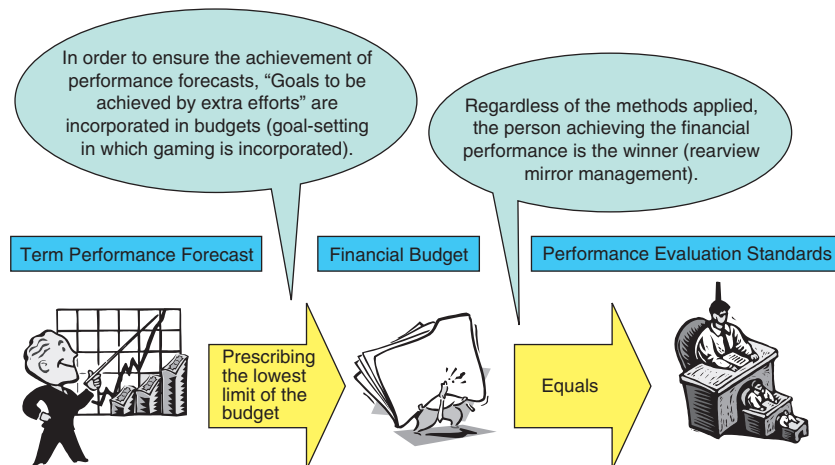 In order to ensure the achievement of
performance forecasts, “Goals to be
achieved by extra efforts” are
incorporated in budgets (goal-setting
in which gaming is incorporated).
Regardless of the methods applied,
the person achieving the financial
performance is the winner (rearview
mirror management).
Term Performance Forecast
Financial Budget
Performance Evaluation Standards
Prescribing
the lowest
limit of the
budget
Equals